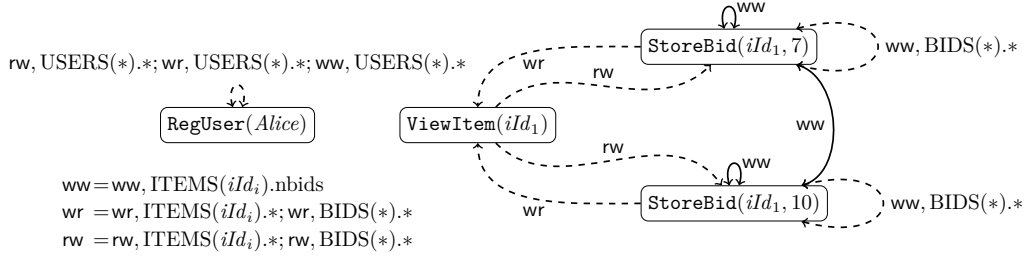 ww
StoreBid(iId₁, 7)
ww, BIDS(∗).∗
rw, USERS(∗).∗; wr, USERS(∗).∗; ww, USERS(∗).∗
wr
rw
RegUser(Alice)
ViewItem(iId₁)
ww
rw
ww
ww=ww, ITEMS(iIdᵢ).nbids
StoreBid(iId₁, 10)
ww, BIDS(∗).∗
wr
wr =wr, ITEMS(iIdᵢ).∗; wr, BIDS(∗).∗
rw =rw, ITEMS(iIdᵢ).∗; rw, BIDS(∗).∗